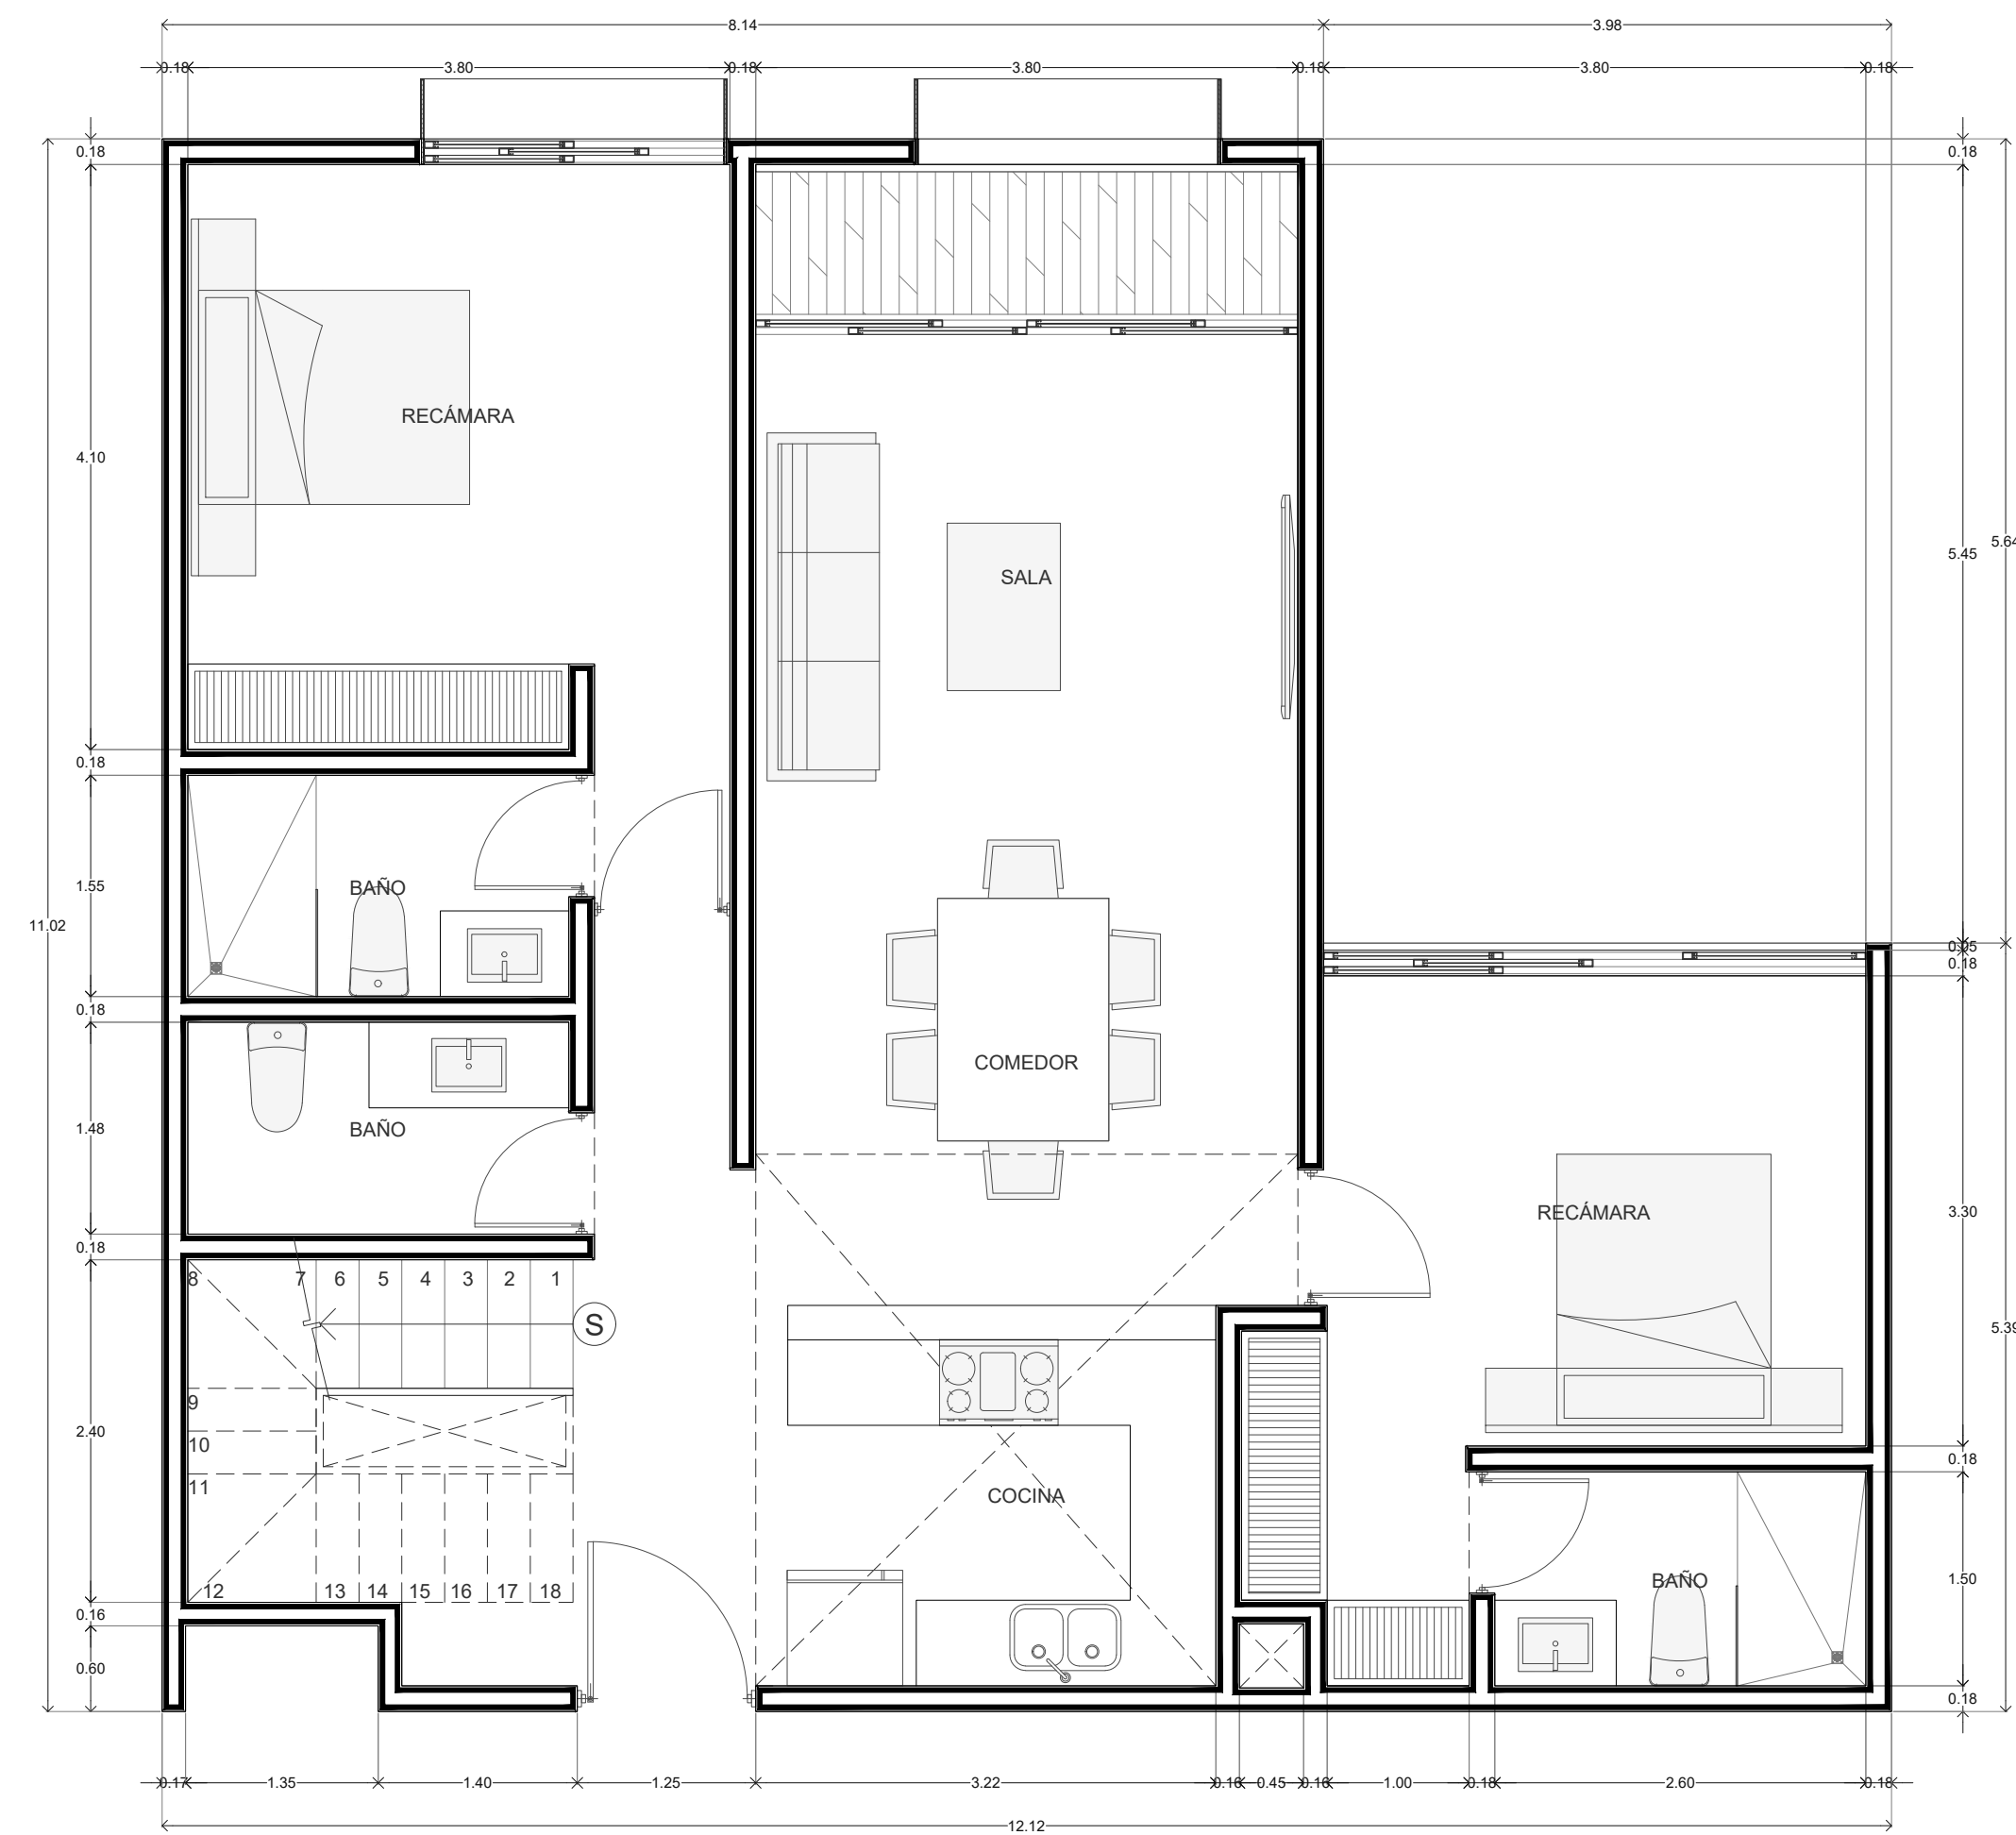 8.14 3.98
0.18 3.80 0.18 3.80 0.18 3.80 0.18
0.18 0.18
RECÁMARA
4.10 11.02
SALA
5.45 5.64
0.18
BAÑO
1.55
0.18
0.05
0.18
COMEDOR
BAÑO
1.48
0.18
RECÁMARA
3.30
5.39
8 7 6 5 4 3 2 1
S
9
10
11
2.40
12 13 14 15 16 17 18
COCINA
0.18
BAÑO
1.50
0.16
0.60
0.18
0.17 1.35 1.40 1.25 3.22 0.16 0.45 0.16 1.00 0.18 2.60 0.18
12.12